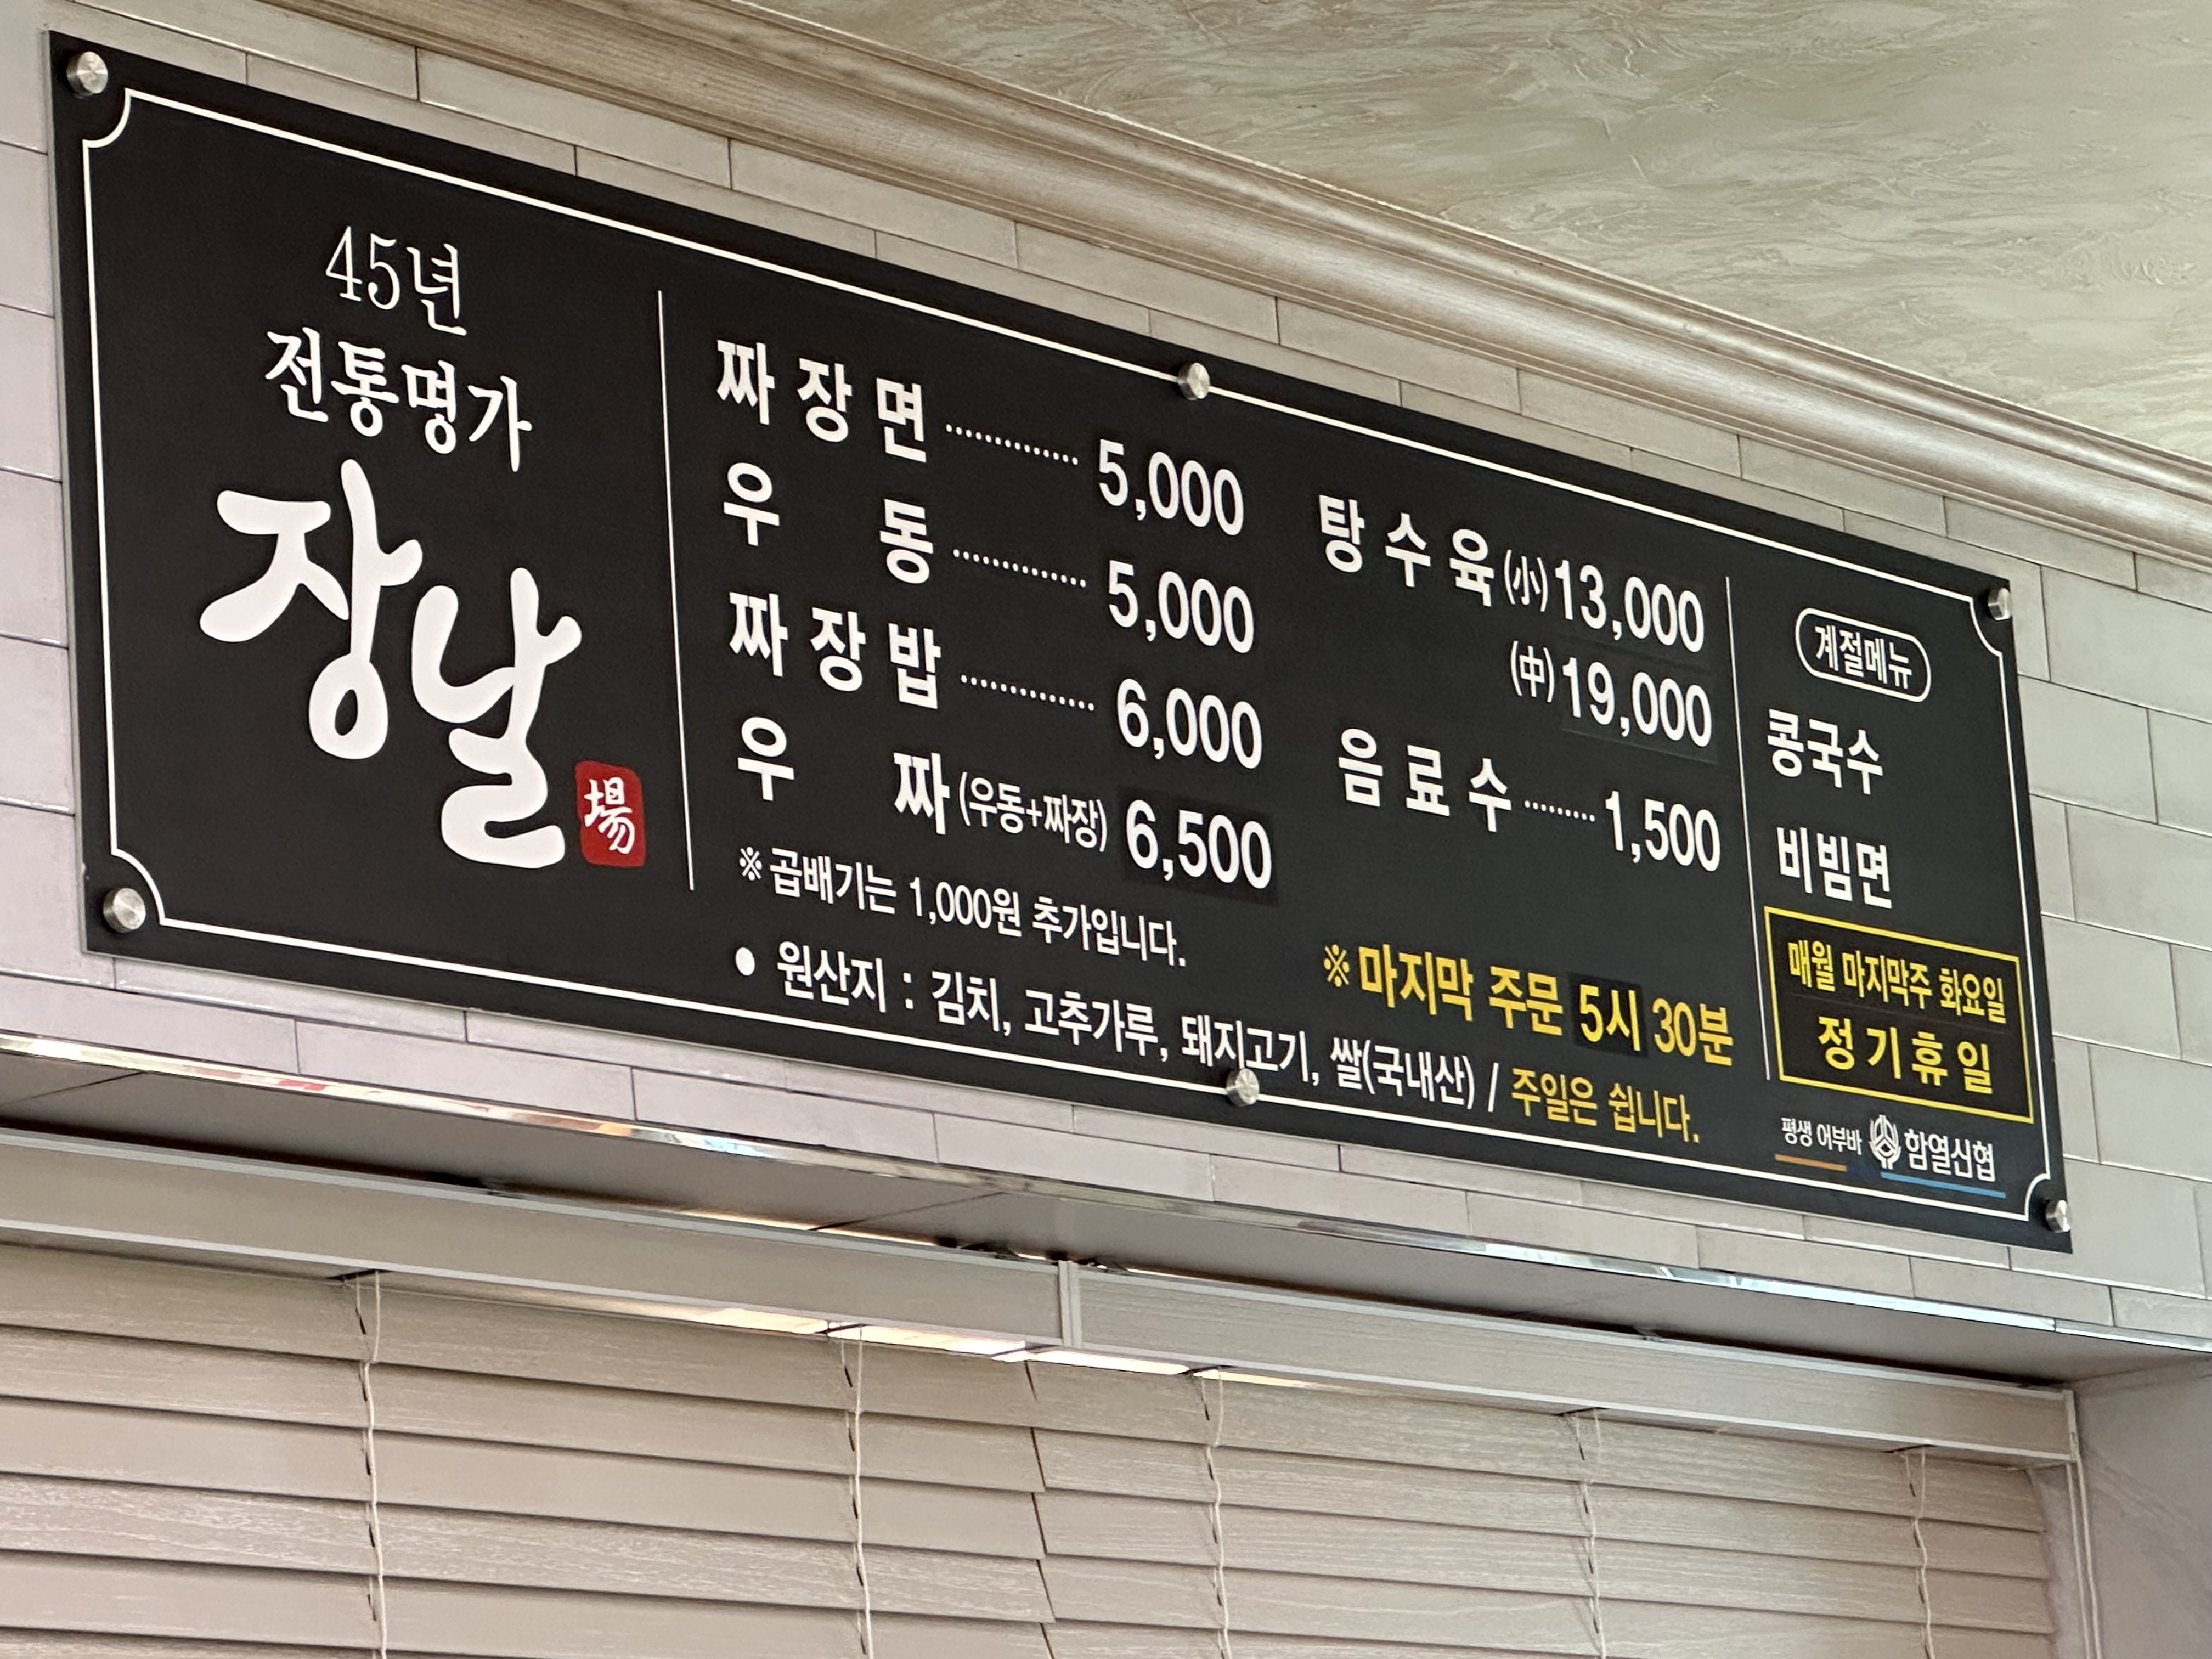 45년
전통명가
장날
場
짜장면 ············· 5,000
우동 ············· 5,000
짜장밥 ············· 6,000
우짜 (우동+짜장) 6,500
※ 곱배기는 1,000원 추가입니다.
탕수육 (小) 13,000
(中) 19,000
음료수 ········ 1,500
※ 마지막 주문 5시 30분
● 원산지 : 김치, 고추가루, 돼지고기, 쌀(국내산) / 주일은 쉽니다.
계절메뉴
콩국수
비빔면
매월 마지막주 화요일
정기휴일
평생 어부바 함열신협